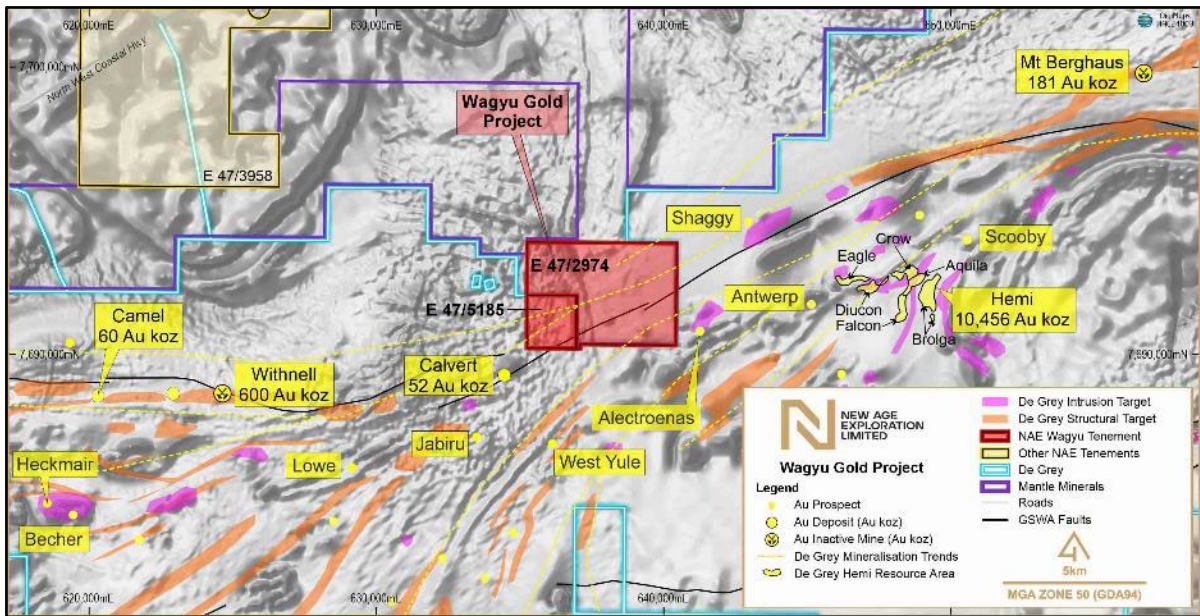 620,000mE
630,000mE
640,000mE
650,000mE
DigiMaps
7,700,000mN
North West Coastal Hwy
Wagyu Gold
Project
Mt Berghaus
181 Au koz
E 47/3958
Shaggy
Scooby
Crow
Eagle
Aquila
E 47/2974
Antwerp
Hemi
10,456 Au koz
Diucon
Falcon
Brolga
E 47/5185
Camel
60 Au koz
7,690,000mN
7,690,000mN
Calvert
52 Au koz
Withnell
600 Au koz
Alectroenas
Jabiru
West Yule
Lowe
Heckmair
Becher
NEW AGE
EXPLORATION
LIMITED
Wagyu Gold Project
Legend
Au Prospect
Au Deposit (Au koz)
Au Inactive Mine (Au koz)
De Grey Mineralisation Trends
De Grey Hemi Resource Area
De Grey Intrusion Target
De Grey Structural Target
NAE Wagyu Tenement
Other NAE Tenements
De Grey
Mantle Minerals
Roads
GSWA Faults
5km
MGA ZONE 50 (GDA94)
620,000mE
630,000mE
640,000mE